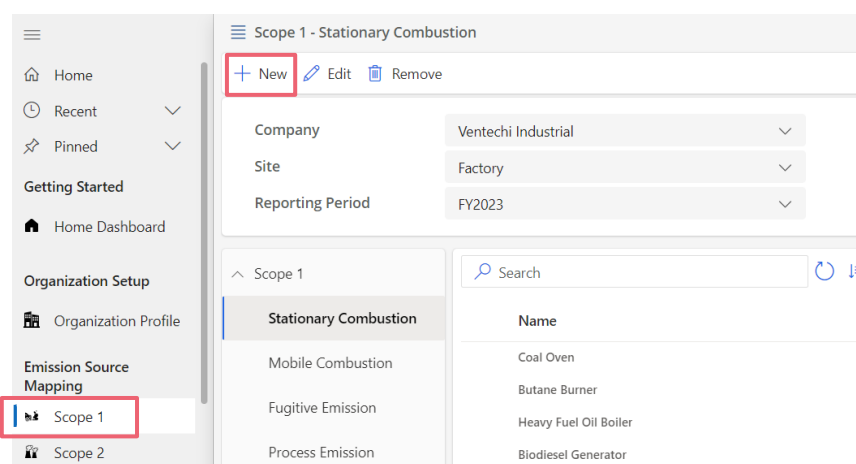 Home
Recent
Pinned
Getting Started
Home Dashboard
Organization Setup
Organization Profile
Emission Source
Mapping
Scope 1
Scope 2
Scope 1 - Stationary Combustion
New Edit Remove
Company Ventechi Industrial
Site Factory
Reporting Period FY2023
Scope 1
Stationary Combustion
Mobile Combustion
Fugitive Emission
Process Emission
Search
Name
Coal Oven
Butane Burner
Heavy Fuel Oil Boiler
Biodiesel Generator